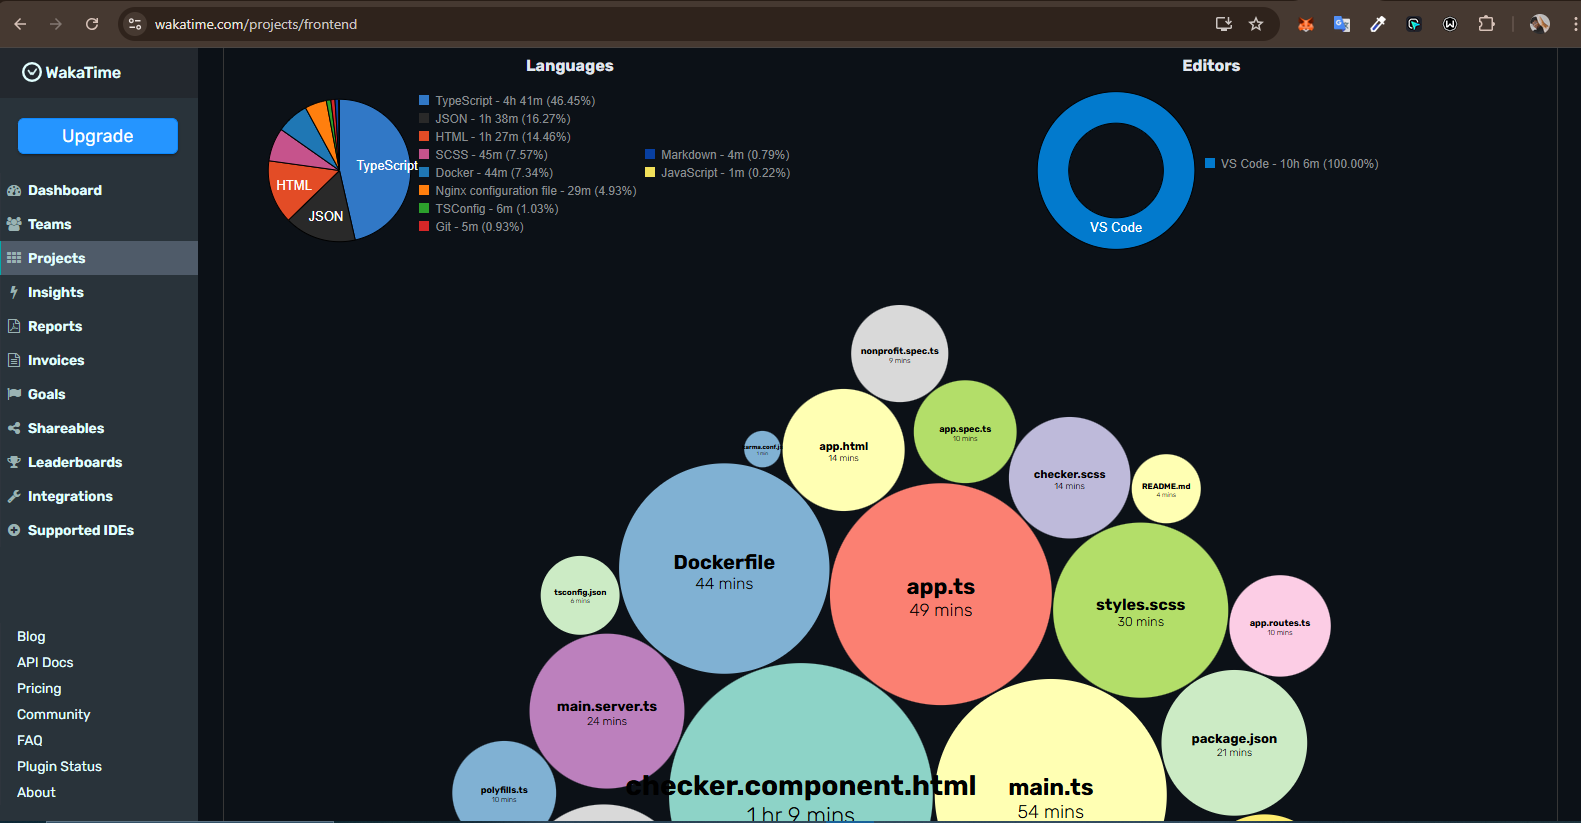 wakatime.com/projects/frontend
WakaTime
Upgrade
Dashboard
Teams
Projects
Insights
Reports
Invoices
Goals
Shareables
Leaderboards
Integrations
Supported IDEs
Blog
API Docs
Pricing
Community
FAQ
Plugin Status
About
Languages
TypeScript
HTML
JSON
TypeScript - 4h 41m (46.45%)
JSON - 1h 38m (16.27%)
HTML - 1h 27m (14.46%)
SCSS - 45m (7.57%)
Docker - 44m (7.34%)
Nginx configuration file - 29m (4.93%)
TSConfig - 6m (1.03%)
Git - 5m (0.93%)
Markdown - 4m (0.79%)
JavaScript - 1m (0.22%)
Editors
VS Code
VS Code - 10h 6m (100.00%)
nonprofit.spec.ts
9 mins
app.spec.ts
10 mins
app.html
14 mins
checker.scss
14 mins
README.md
4 mins
1 min
Dockerfile
44 mins
app.ts
49 mins
styles.scss
30 mins
tsconfig.json
6 mins
app.routes.ts
10 mins
main.server.ts
24 mins
package.json
21 mins
polyfills.ts
10 mins
checker.component.html
1 hr 9 mins
main.ts
54 mins